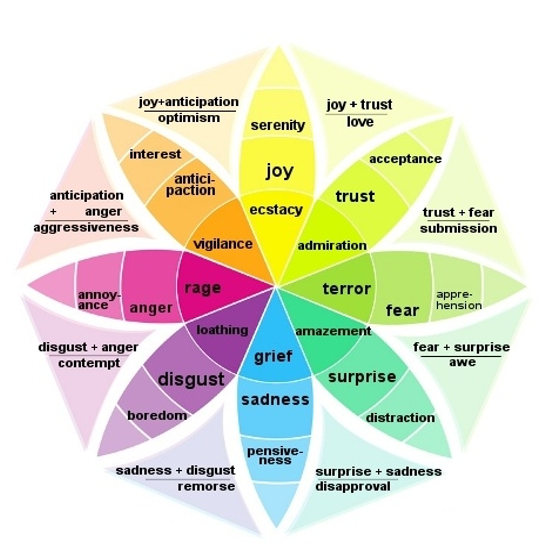 joy+anticipation
optimism
joy + trust
love
serenity
interest
acceptance
joy
antici-
paction
trust
anticipation
+ anger
aggressiveness
ecstacy
trust + fear
submission
vigilance
admiration
rage
terror
annoy-
ance
anger
fear
appre-
hension
loathing
amazement
disgust + anger
contempt
grief
fear + surprise
awe
disgust
surprise
sadness
boredom
distraction
pensive-
ness
sadness + disgust
remorse
surprise + sadness
disapproval